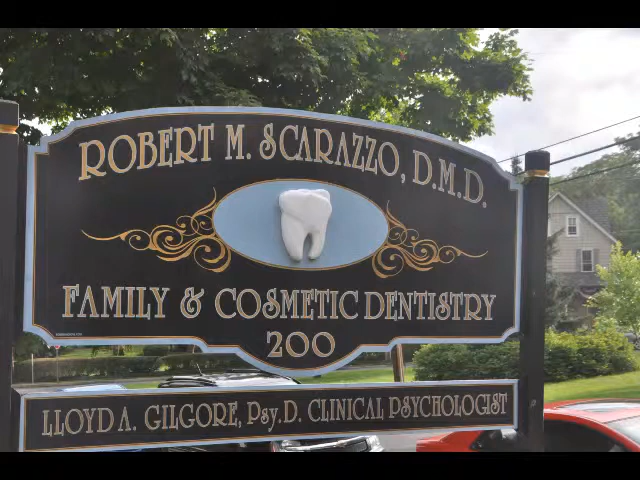 ROBERT M. SCARAZZO, D.M.D.
FAMILY & COSMETIC DENTISTRY
200
LLOYD A. GILGORE, Psy.D. CLINICAL PSYCHOLOGIST